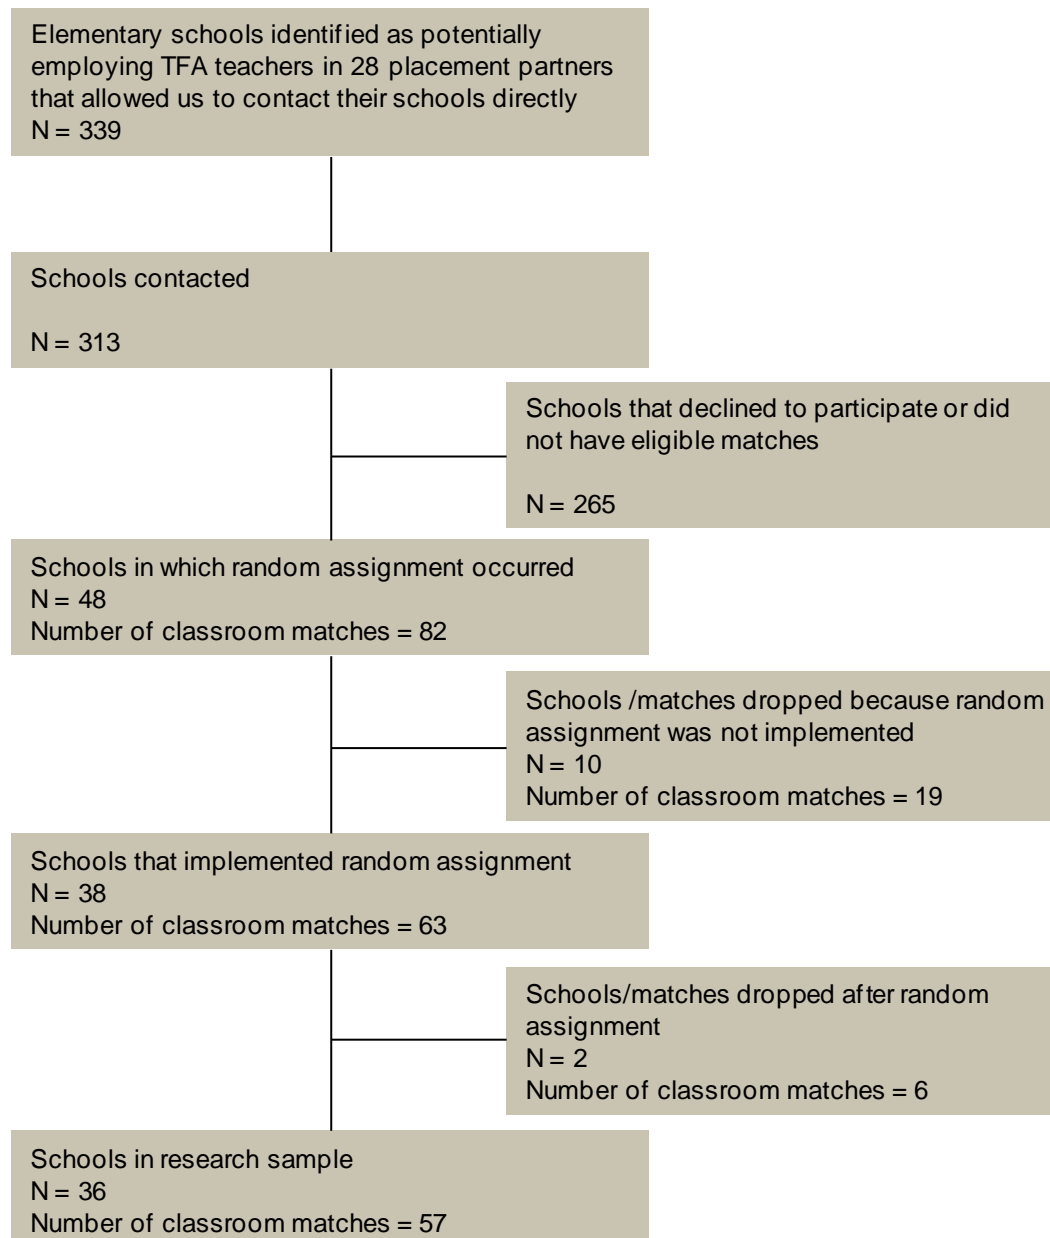 Elementary schools identified as potentially
employing TFA teachers in 28 placement partners
that allowed us to contact their schools directly
N = 339
Schools contacted
N = 313
Schools that declined to participate or did
not have eligible matches
N = 265
Schools in which random assignment occurred
N = 48
Number of classroom matches = 82
Schools /matches dropped because random
assignment was not implemented
N = 10
Number of classroom matches = 19
Schools that implemented random assignment
N = 38
Number of classroom matches = 63
Schools/matches dropped after random
assignment
N = 2
Number of classroom matches = 6
Schools in research sample
N = 36
Number of classroom matches = 57